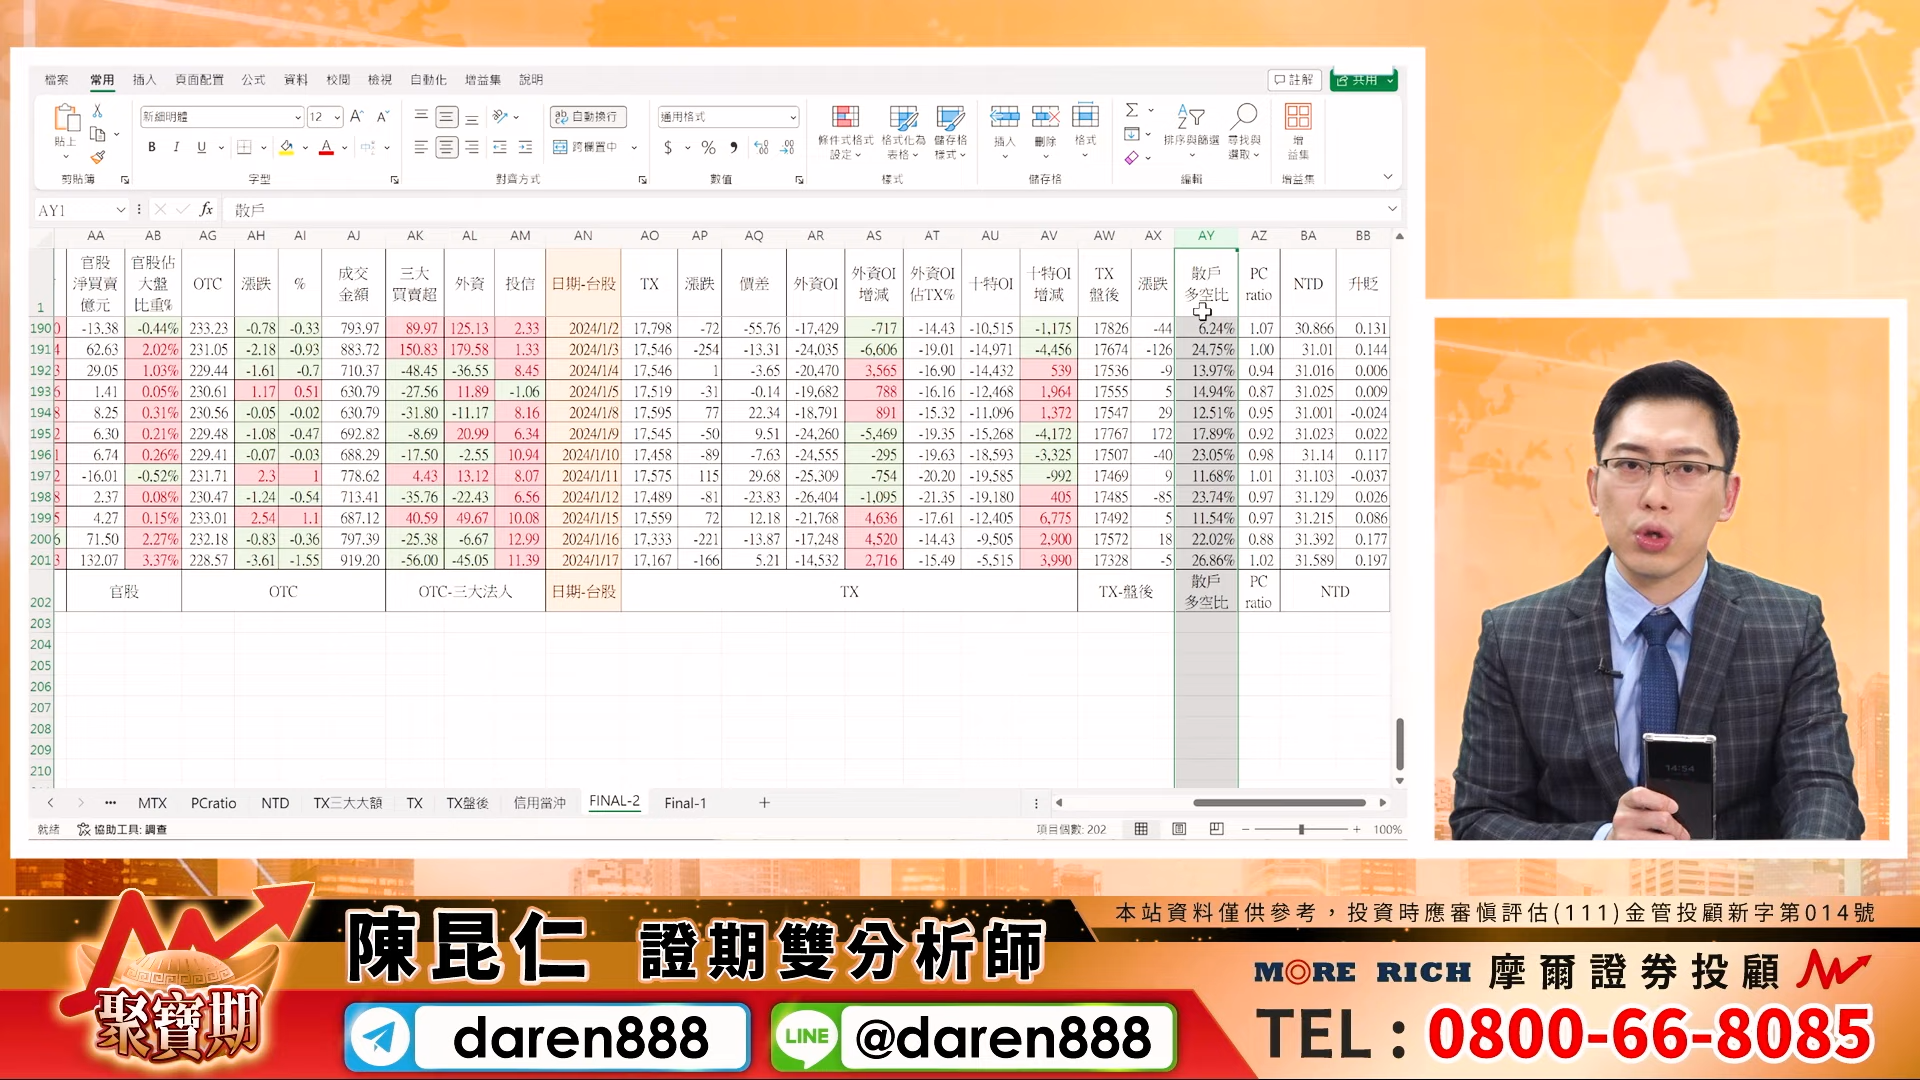 檔案 常用 插入 頁面配置 公式 資料 校閱 檢視 自動化 增益集 說明 註解 共用
新細明體 12 自動換行 通用格式
貼上 B I U A 跨欄置中 $ % 條件式格式設定 格式化為表格 儲存格樣式 插入 刪除 格式 排序與篩選 尋找與選取 增益集
剪貼簿 字型 對齊方式 數值 樣式 儲存格 編輯 增益集
AY1 fx 散戶
AA AB AG AH AI AJ AK AL AM AN AO AP AQ AR AS AT AU AV AW AX AY AZ BA BB
1 官股淨買賣億元 官股佔大盤比重% OTC 漲跌 % 成交金額 三大買賣超 外資 投信 日期-台股 TX 漲跌 價差 外資OI 外資OI增減 外資OI佔TX% 十特OI 十特OI增減 TX盤後 漲跌 散戶多空比 PC ratio NTD 升貶
190 0 -13.38 -0.44% 233.23 -0.78 -0.33 793.97 89.97 125.13 2.33 2024/1/2 17,798 -72 -55.76 -17,429 -717 -14.43 -10,515 -1,175 17826 -44 6.24% 1.07 30.866 0.131
191 4 62.63 2.02% 231.05 -2.18 -0.93 883.72 150.83 179.58 1.33 2024/1/3 17,546 -254 -13.31 -24,035 -6,606 -19.01 -14,971 -4,456 17674 -126 24.75% 1.00 31.01 0.144
192 3 29.05 1.03% 229.44 -1.61 -0.7 710.37 -48.45 -36.55 8.45 2024/1/4 17,546 1 -3.65 -20,470 3,565 -16.90 -14,432 539 17536 -9 13.97% 0.94 31.016 0.006
193 6 1.41 0.05% 230.61 1.17 0.51 630.79 -27.56 11.89 -1.06 2024/1/5 17,519 -31 -0.14 -19,682 788 -16.16 -12,468 1,964 17555 5 14.94% 0.87 31.025 0.009
194 8 8.25 0.31% 230.56 -0.05 -0.02 630.79 -31.80 -11.17 8.16 2024/1/8 17,595 77 22.34 -18,791 891 -15.32 -11,096 1,372 17547 29 12.51% 0.95 31.001 -0.024
195 2 6.30 0.21% 229.48 -1.08 -0.47 692.82 -8.69 20.99 6.34 2024/1/9 17,545 -50 9.51 -24,260 -5,469 -19.35 -15,268 -4,172 17767 172 17.89% 0.92 31.023 0.022
196 1 6.74 0.26% 229.41 -0.07 -0.03 688.29 -17.50 -2.55 10.94 2024/1/10 17,458 -89 -7.63 -24,555 -295 -19.63 -18,593 -3,325 17507 -40 23.05% 0.98 31.14 0.117
197 2 -16.01 -0.52% 231.71 2.3 1 778.62 4.43 13.12 8.07 2024/1/11 17,575 115 29.68 -25,309 -754 -20.20 -19,585 -992 17469 9 11.68% 1.01 31.103 -0.037
198 8 2.37 0.08% 230.47 -1.24 -0.54 713.41 -35.76 -22.43 6.56 2024/1/12 17,489 -81 -23.83 -26,404 -1,095 -21.35 -19,180 405 17485 -85 23.74% 0.97 31.129 0.026
199 5 4.27 0.15% 233.01 2.54 1.1 687.12 40.59 49.67 10.08 2024/1/15 17,559 72 12.18 -21,768 4,636 -17.61 -12,405 6,775 17492 5 11.54% 0.97 31.215 0.086
200 6 71.50 2.27% 232.18 -0.83 -0.36 797.39 -25.38 -6.67 12.99 2024/1/16 17,333 -221 -13.87 -17,248 4,520 -14.43 -9,505 2,900 17572 18 22.02% 0.88 31.392 0.177
201 3 132.07 3.37% 228.57 -3.61 -1.55 919.20 -56.00 -45.05 11.39 2024/1/17 17,167 -166 5.21 -14,532 2,716 -15.49 -5,515 3,990 17328 -5 26.86% 1.02 31.589 0.197
202 官股 OTC OTC-三大法人 日期-台股 TX TX-盤後 散戶多空比 PC ratio NTD
203
204
205
206
207
208
209
210
MTX PCratio NTD TX三大大額 TX TX盤後 信用當沖 FINAL-2 Final-1
就緒 協助工具: 調查 項目個數: 202 100%
14:54
聚寶期
陳昆仁 證期雙分析師
本站資料僅供參考，投資時應審慎評估(111)金管投顧新字第014號
MORE RICH 摩爾證券投顧
daren888
LINE @daren888
TEL：0800-66-8085